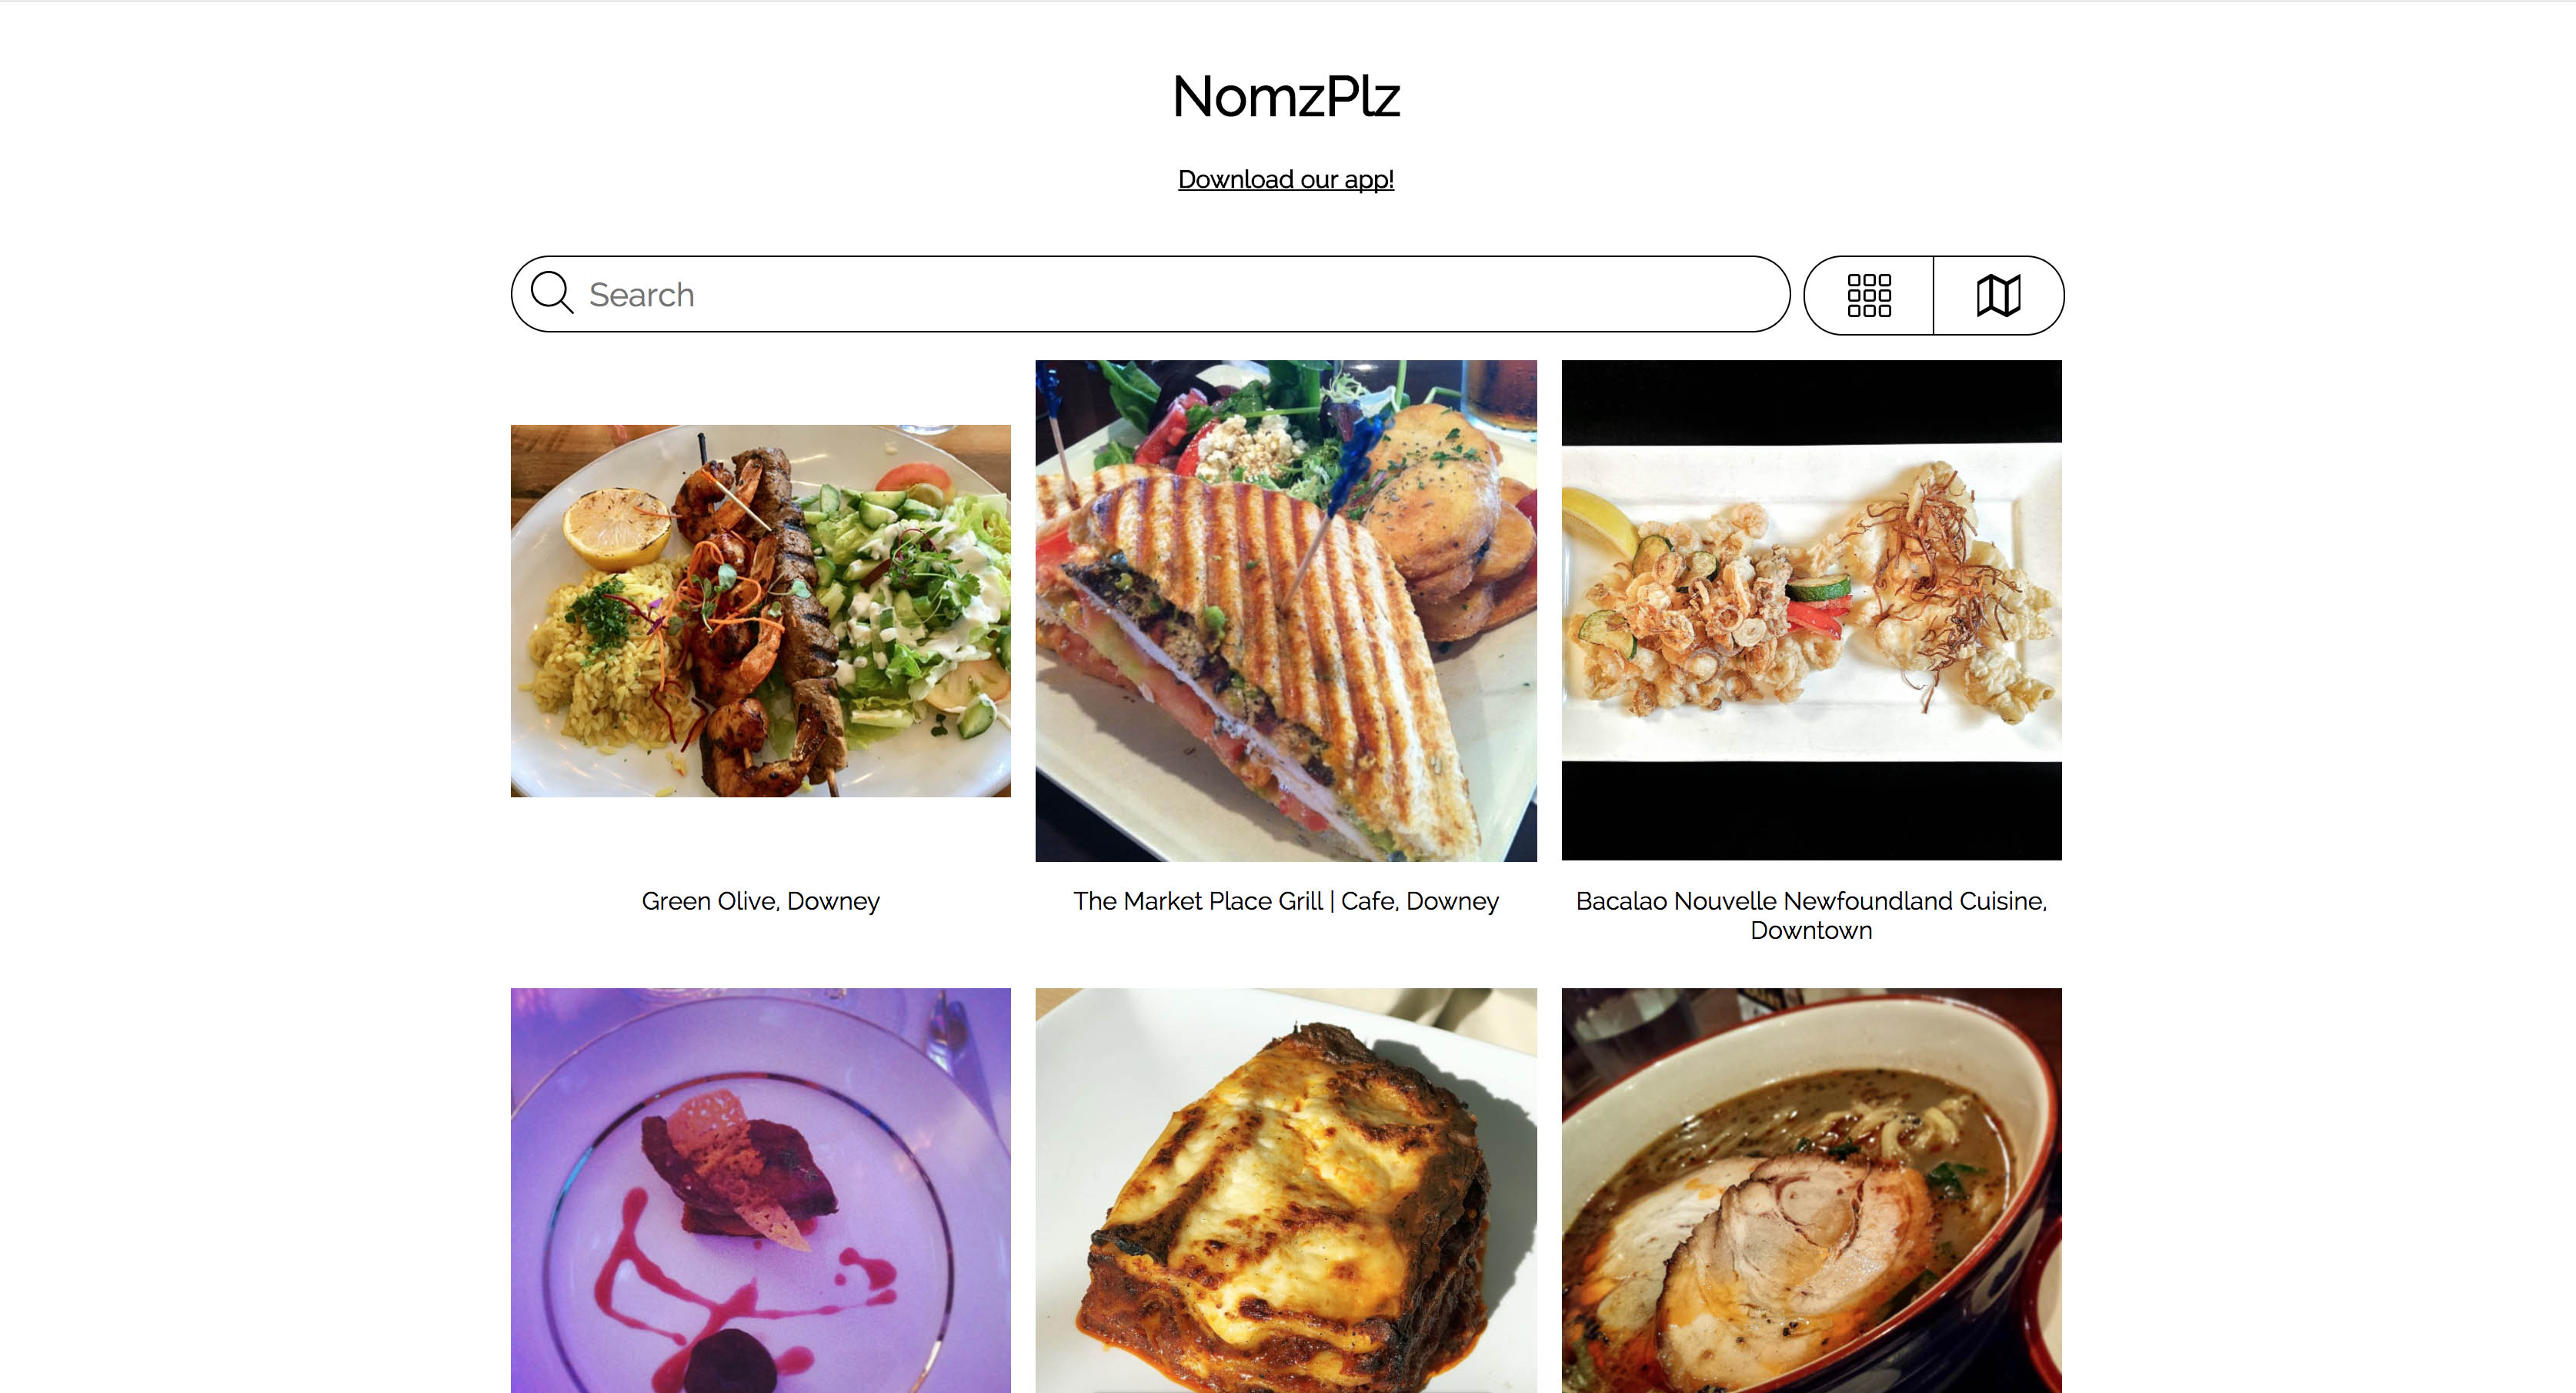 NomzPlz
Download our app!
Search
Green Olive, Downey
The Market Place Grill | Cafe, Downey
Bacalao Nouvelle Newfoundland Cuisine,
Downtown